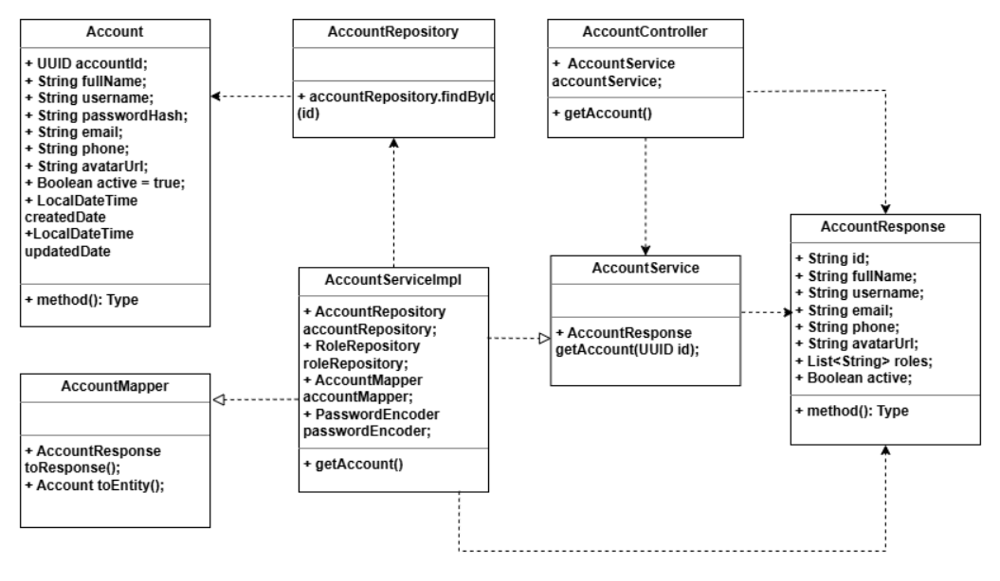 Account
+ UUID accountId;
+ String fullName;
+ String username;
+ String passwordHash;
+ String email;
+ String phone;
+ String avatarUrl;
+ Boolean active = true;
+ LocalDateTime
createdDate
+LocalDateTime
updatedDate
+ method(): Type
AccountRepository
+ accountRepository.findById
(id)
AccountController
+  AccountService
accountService;
+ getAccount()
AccountResponse
+ String id;
+ String fullName;
+ String username;
+ String email;
+ String phone;
+ String avatarUrl;
+ List<String> roles;
+ Boolean active;
+ method(): Type
AccountServiceImpl
+ AccountRepository
accountRepository;
+ RoleRepository
roleRepository;
+ AccountMapper
accountMapper;
+ PasswordEncoder
passwordEncoder;
+ getAccount()
AccountService
+ AccountResponse
getAccount(UUID id);
AccountMapper
+ AccountResponse
toResponse();
+ Account toEntity();